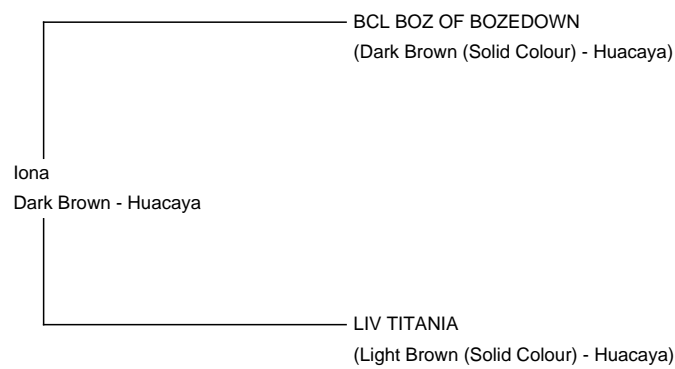 BCL BOZ OF BOZEDOWN
(Dark Brown (Solid Colour) - Huacaya)
Iona
Dark Brown - Huacaya
LIV TITANIA
(Light Brown (Solid Colour) - Huacaya)